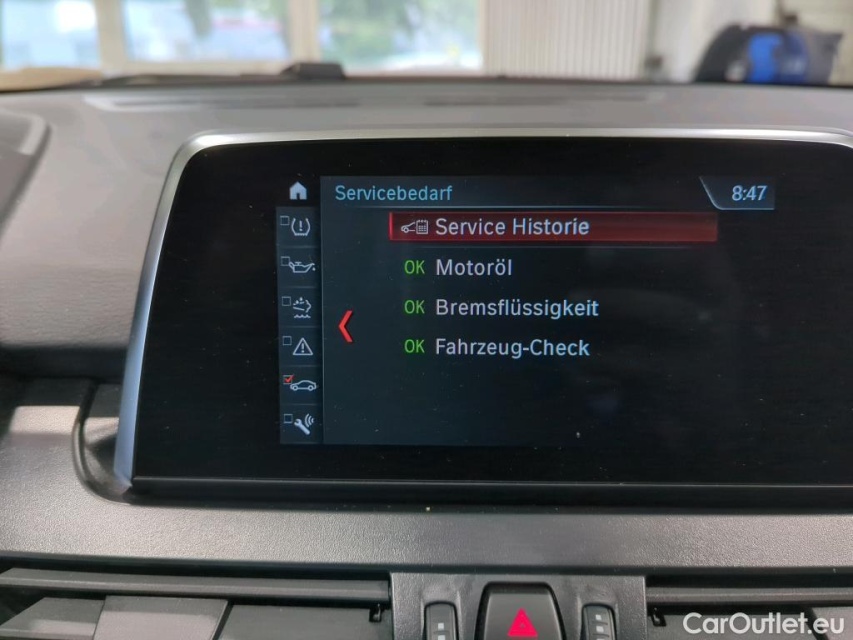 Servicebedarf 8:47
Service Historie
OK Motoröl
OK Bremsflüssigkeit
OK Fahrzeug-Check
CarOutlet.eu